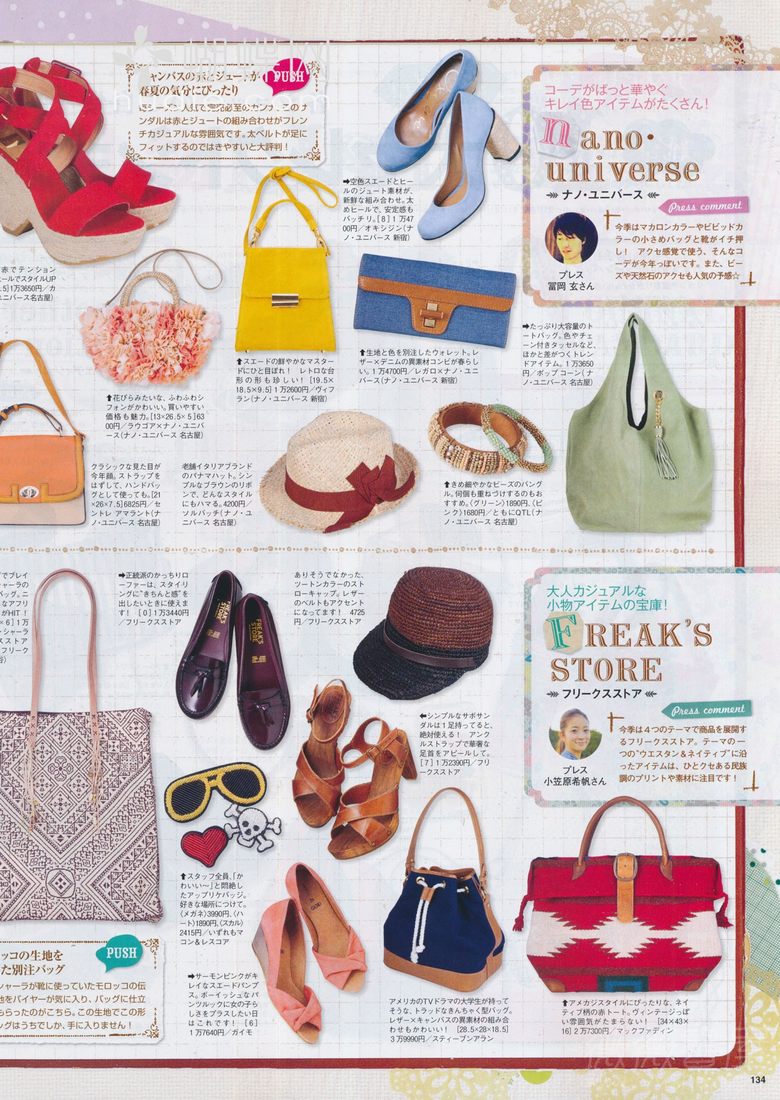 キャンバスの赤とジュートが
春夏の気分にぴったり
PUSH
ンダルは赤とジュートの組み合わせがフレン
チカジュアルな雰囲気です。太ベルトが足に
フィットするのではきやすいと大評判！
赤でテンション
ヒールでスタイルUP
.5]1万3650円／カ
ユニバース名古屋)
➡空色スエードとヒー
ルのジュート素材が、
新鮮な組み合わせ。太
めヒールで、安定感も
バッチリ。[8]1万47
00円／オキシジン(ナ
ノ・ユニバース 新宿)
コーデがぱっと華やぐ
キレイ色アイテムがたくさん！
nano・
universe
ナノ・ユニバース
Press comment
今季はマカロンカラーやビビッドカ
ラーの小さめバッグと靴がイチ押
し！ アクセ感覚で使う、そんなコ
ーデが今年っぽいです。また、ビー
ズや天然石のアクセも人気の予感☆
プレス
冨岡 玄さん
⬆花びらみたいな、ふわふわシ
フォンがかわいい。買いやすい
価格も魅力。[13×26.5×5]63
00円／ラウゴア×ナノ・ユニバ
ース(ナノ・ユニバース 名古屋)
⬆スエードの鮮やかなマスター
ドにひと目ぼれ！ レトロな台
形の形も珍しい！[19.5×
18.5×9.5]1万2600円／ヴィフ
ラン(ナノ・ユニバース 新宿)
⬆生地と色を別注したウォレット。レ
ザー×デニムの異素材コンビが春らし
い。1万4700円／レガロ×ナノ・ユニ
バース(ナノ・ユニバース 新宿)
➡たっぷり大容量のト
ートバッグ。色やチェ
ーン付きタッセルなど、
ほかと差がつくトレン
ドアイテム。1万3650
円／ポップコーン(ナ
ノ・ユニバース 名古屋)
クラシックな見た目が
今年顔。ストラップを
はずして、ハンドバッ
グとして使っても。[21
×26×7.5]6825円／セ
ントレ アマラント(ナ
ノ・ユニバース 名古屋)
老舗イタリアブランド
のパナマハット。シン
プルなブラウンのリボ
ンで、どんなスタイル
にもハマる。4200円／
ソルバッチ(ナノ・ユ
ニバース 名古屋)
⬆きめ細やかなビーズのバング
ル。何個も重ねづけするのもお
すすめ。〈グリーン〉1890円、〈ピ
ンク〉1680円／ともにQTL(ナ
ノ・ユニバース 新宿)
➡正統派のかっちりロ
ーファーは、スタイリ
ングに“きちんと感”を
出したいときに使えま
す！[0]1万3440円
／フリークスストア
ありそうでなかった、
ツートンカラーのスト
ローキャップ。レザー
のベルトもアクセント
になってます！ 4725
円／フリークスストア
大人カジュアルな
小物アイテムの宝庫！
FREAK'S
STORE
フリークスストア
Press comment
今季は4つのテーマで商品を展開す
るフリークスストア。テーマの一
つの“ウエスタン＆ネイティブ”に沿
ったアイテムは、ひとクセある民族
調のプリントや素材に注目です！
プレス
小笠原希帆さん
FREAK'S
STORE
⬅シンプルなサボサン
ダルは1足持ってると、
絶対使える！ アンク
ルストラップで華奢な
足首をアピールして。
[7]1万2390円／フリ
ークスストア
⬆スタッフ全員、「か
わいい〜」と悶絶し
たアップリケバッジ。
好きな場所につけて。
〈メガネ〉3990円、〈ハー
ト〉1890円、〈スカル〉
2415円／いずれもマ
コン&レスコア
➡サーモンピンクがキ
レイなスエードパンプ
ス。ボーイッシュなパ
ンツルックに女の子ら
しさをプラスしたい日
はこれです！[6]
1万7640円／ガイモ
アメリカのTVドラマの大学生が持って
そうな、トラッドなきんちゃく型バッグ。
レザー×キャンバスの異素材の組み合
わせもかわいい！[28.5×28×18.5]
3万9990円／スティーブンアラン
⬆アメカジスタイルにぴったりな、ネイ
ティブ柄の赤トート。ヴィンテージっぽ
い雰囲気がたまらない！[34×43×
16]2万7300円／マックファディン
ロッコの生地を
た別注バッグ
PUSH
シャーラが靴に使っていたモロッコの伝
地をバイヤーが気に入り、バッグに仕立
もらったのがこちら。この生地でこの形
ッグはうちでしか、手に入りません！
134